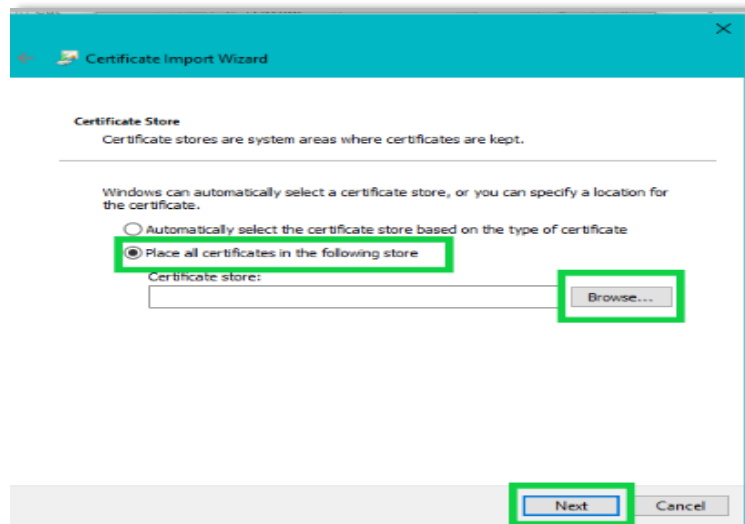 Certificate Import Wizard
Certificate Store
Certificate stores are system areas where certificates are kept.
Windows can automatically select a certificate store, or you can specify a location for
the certificate.
Automatically select the certificate store based on the type of certificate
Place all certificates in the following store
Certificate store:
Browse...
Next
Cancel